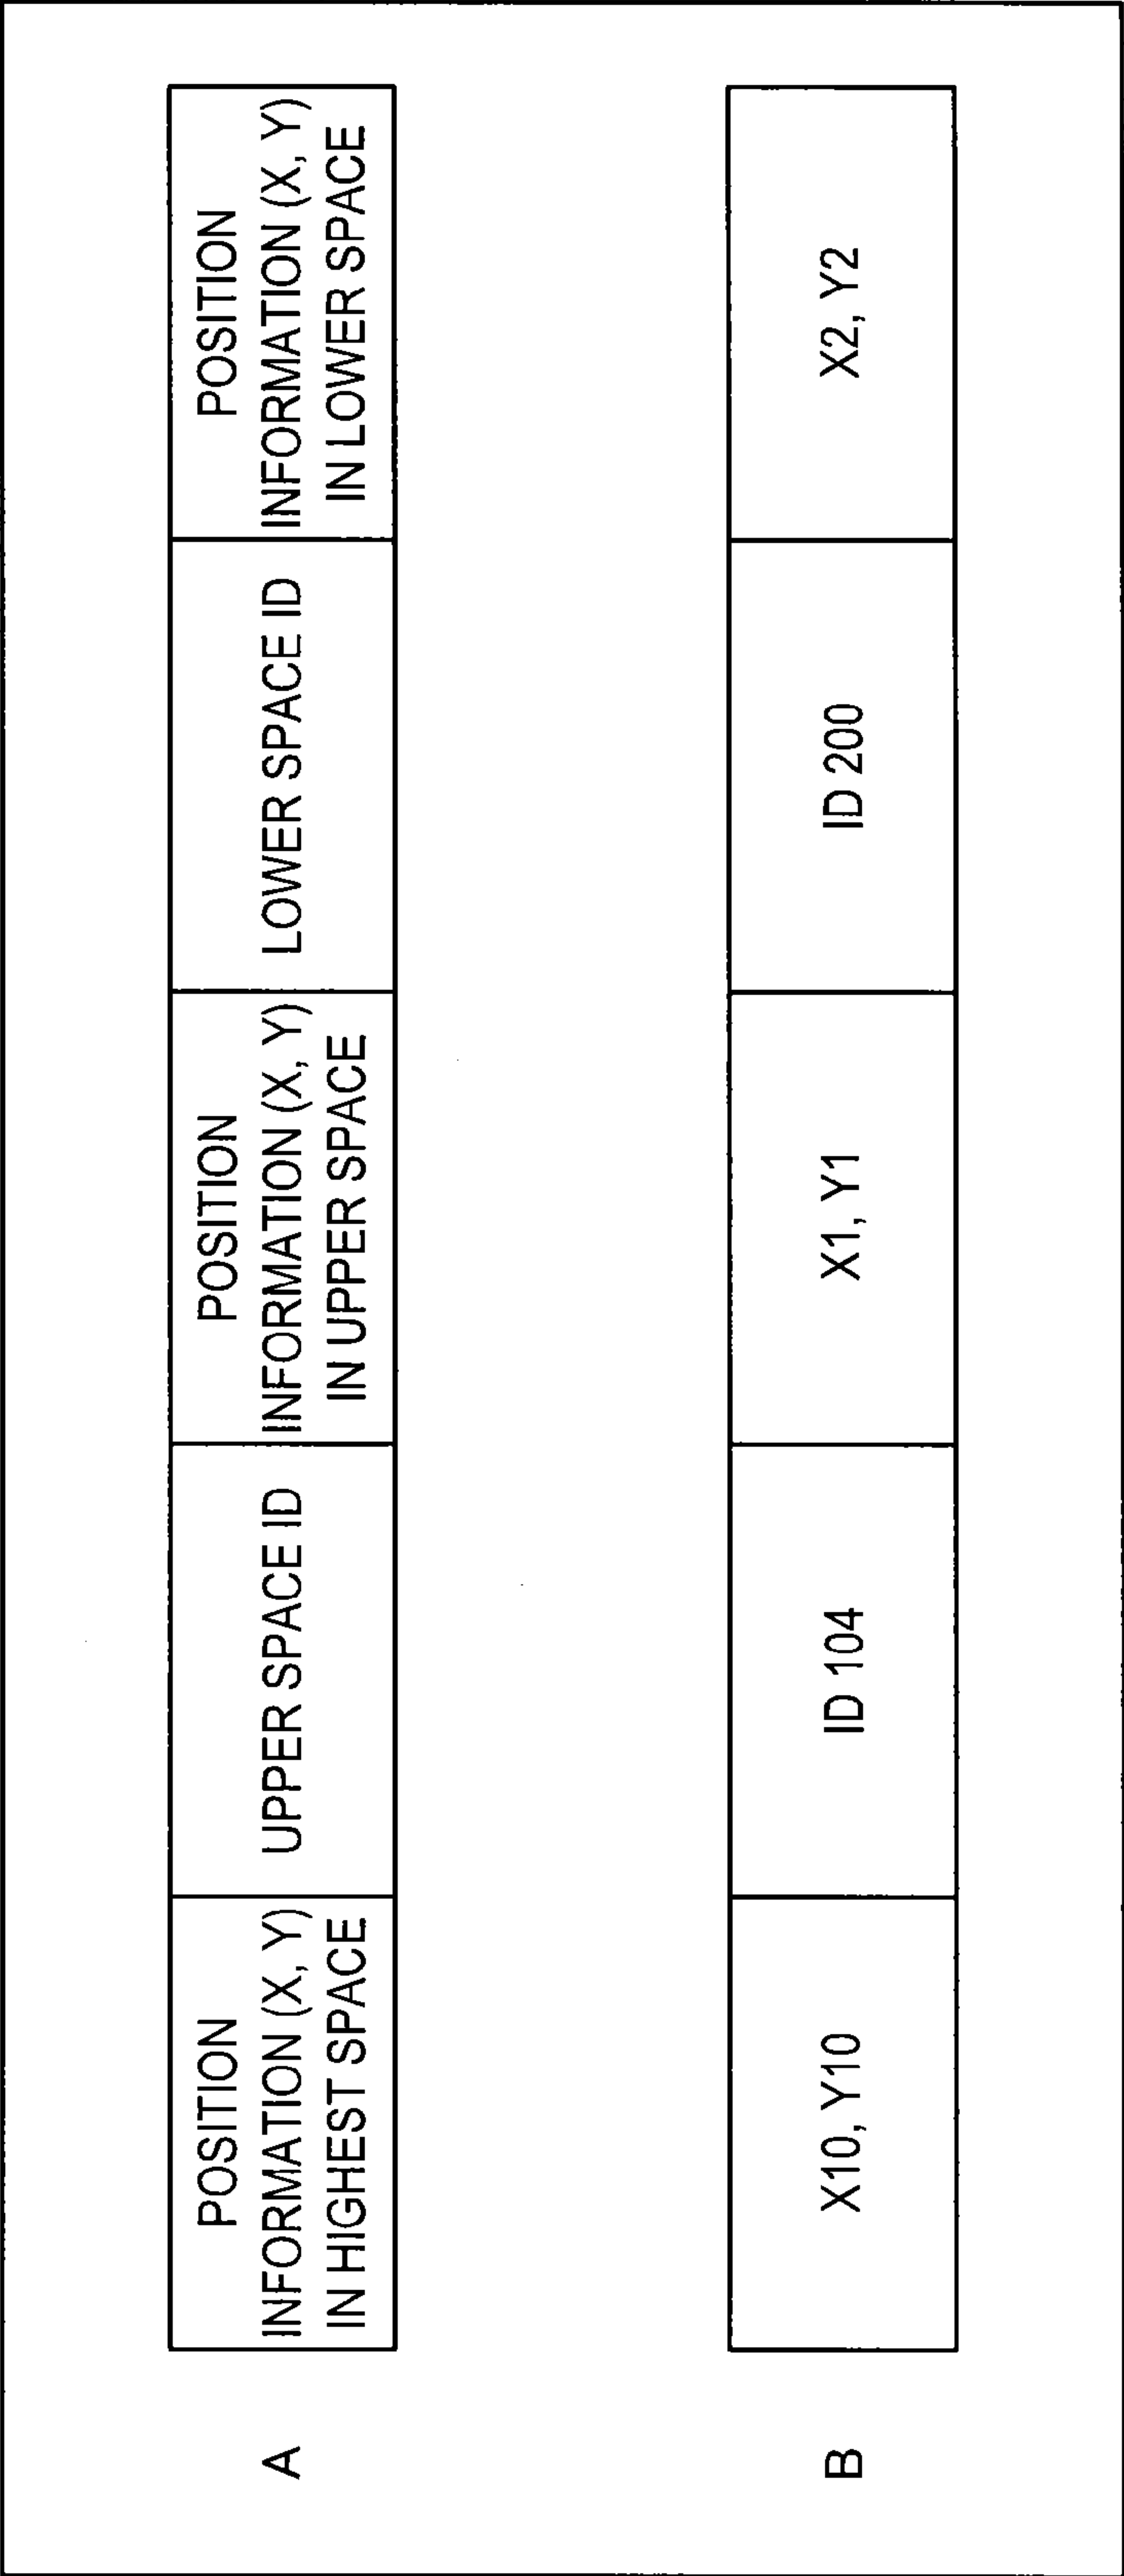 A
POSITION
INFORMATION (X, Y)
IN HIGHEST SPACE
UPPER SPACE ID
POSITION
INFORMATION (X, Y)
IN UPPER SPACE
LOWER SPACE ID
POSITION
INFORMATION (X, Y)
IN LOWER SPACE
B
X10, Y10
ID 104
X1, Y1
ID 200
X2, Y2